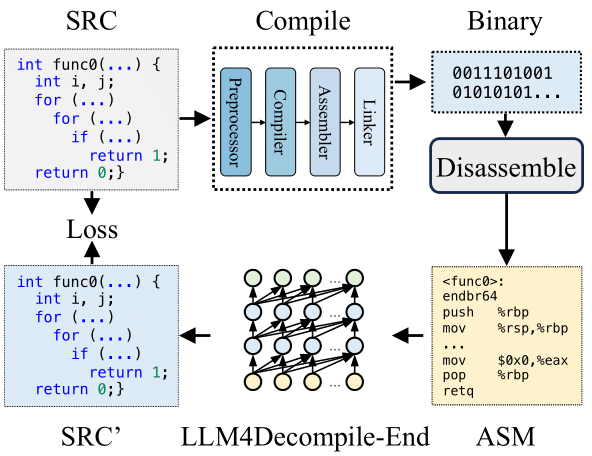 SRC
Compile
Binary
int func0(...) {
  int i, j;
  for (...)
    for (...)
      if (...)
        return 1;
  return 0;}
Preprocessor
Compiler
Assembler
Linker
0011101001
01010101...
Disassemble
Loss
int func0(...) {
  int i, j;
  for (...)
    for (...)
      if (...)
        return 1;
  return 0;}
...
...
...
...
<func0>:
endbr64
push   %rbp
mov    %rsp,%rbp
...
mov    $0x0,%eax
pop    %rbp
retq
SRC’
LLM4Decompile-End
ASM